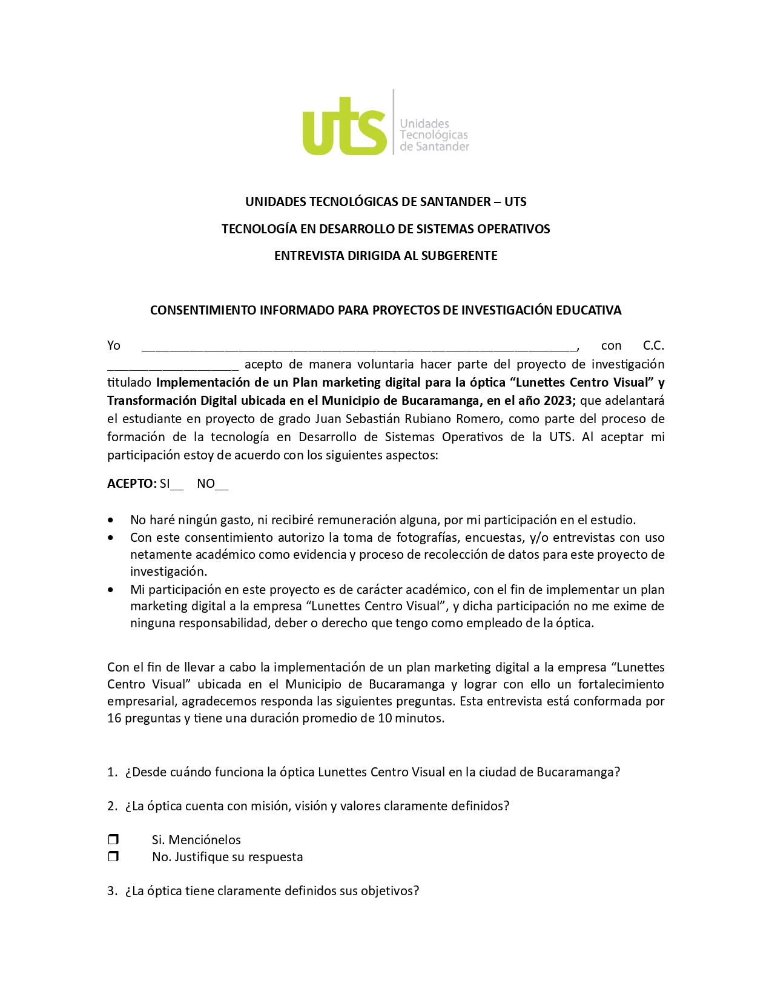 uts
Unidades
Tecnológicas
de Santander
UNIDADES TECNOLÓGICAS DE SANTANDER – UTS
TECNOLOGÍA EN DESARROLLO DE SISTEMAS OPERATIVOS
ENTREVISTA DIRIGIDA AL SUBGERENTE
CONSENTIMIENTO INFORMADO PARA PROYECTOS DE INVESTIGACIÓN EDUCATIVA
Yo ______________________________________________________________, con C.C.
___________________ acepto de manera voluntaria hacer parte del proyecto de investigación
titulado Implementación de un Plan marketing digital para la óptica “Lunettes Centro Visual” y
Transformación Digital ubicada en el Municipio de Bucaramanga, en el año 2023; que adelantará
el estudiante en proyecto de grado Juan Sebastián Rubiano Romero, como parte del proceso de
formación de la tecnología en Desarrollo de Sistemas Operativos de la UTS. Al aceptar mi
participación estoy de acuerdo con los siguientes aspectos:
ACEPTO: SI__ NO__
• No haré ningún gasto, ni recibiré remuneración alguna, por mi participación en el estudio.
• Con este consentimiento autorizo la toma de fotografías, encuestas, y/o entrevistas con uso
netamente académico como evidencia y proceso de recolección de datos para este proyecto de
investigación.
• Mi participación en este proyecto es de carácter académico, con el fin de implementar un plan
marketing digital a la empresa “Lunettes Centro Visual”, y dicha participación no me exime de
ninguna responsabilidad, deber o derecho que tengo como empleado de la óptica.
Con el fin de llevar a cabo la implementación de un plan marketing digital a la empresa “Lunettes
Centro Visual” ubicada en el Municipio de Bucaramanga y lograr con ello un fortalecimiento
empresarial, agradecemos responda las siguientes preguntas. Esta entrevista está conformada por
16 preguntas y tiene una duración promedio de 10 minutos.
1. ¿Desde cuándo funciona la óptica Lunettes Centro Visual en la ciudad de Bucaramanga?
2. ¿La óptica cuenta con misión, visión y valores claramente definidos?
❒ Si. Menciónelos
❒ No. Justifique su respuesta
3. ¿La óptica tiene claramente definidos sus objetivos?